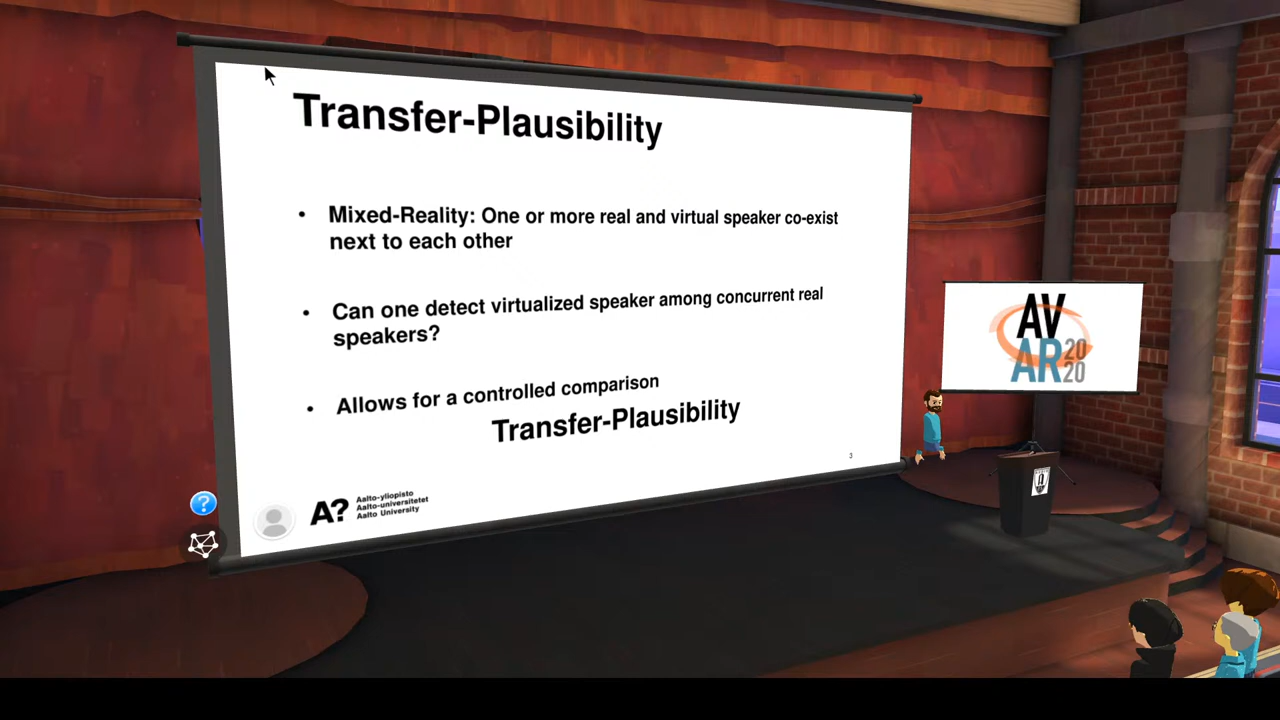 Transfer-Plausibility
• Mixed-Reality: One or more real and virtual speaker co-exist
next to each other
• Can one detect virtualized speaker among concurrent real
speakers?
• Allows for a controlled comparison
Transfer-Plausibility
3
A?
Aalto-yliopisto
Aalto-universitetet
Aalto University
?
AV
AR 20
20